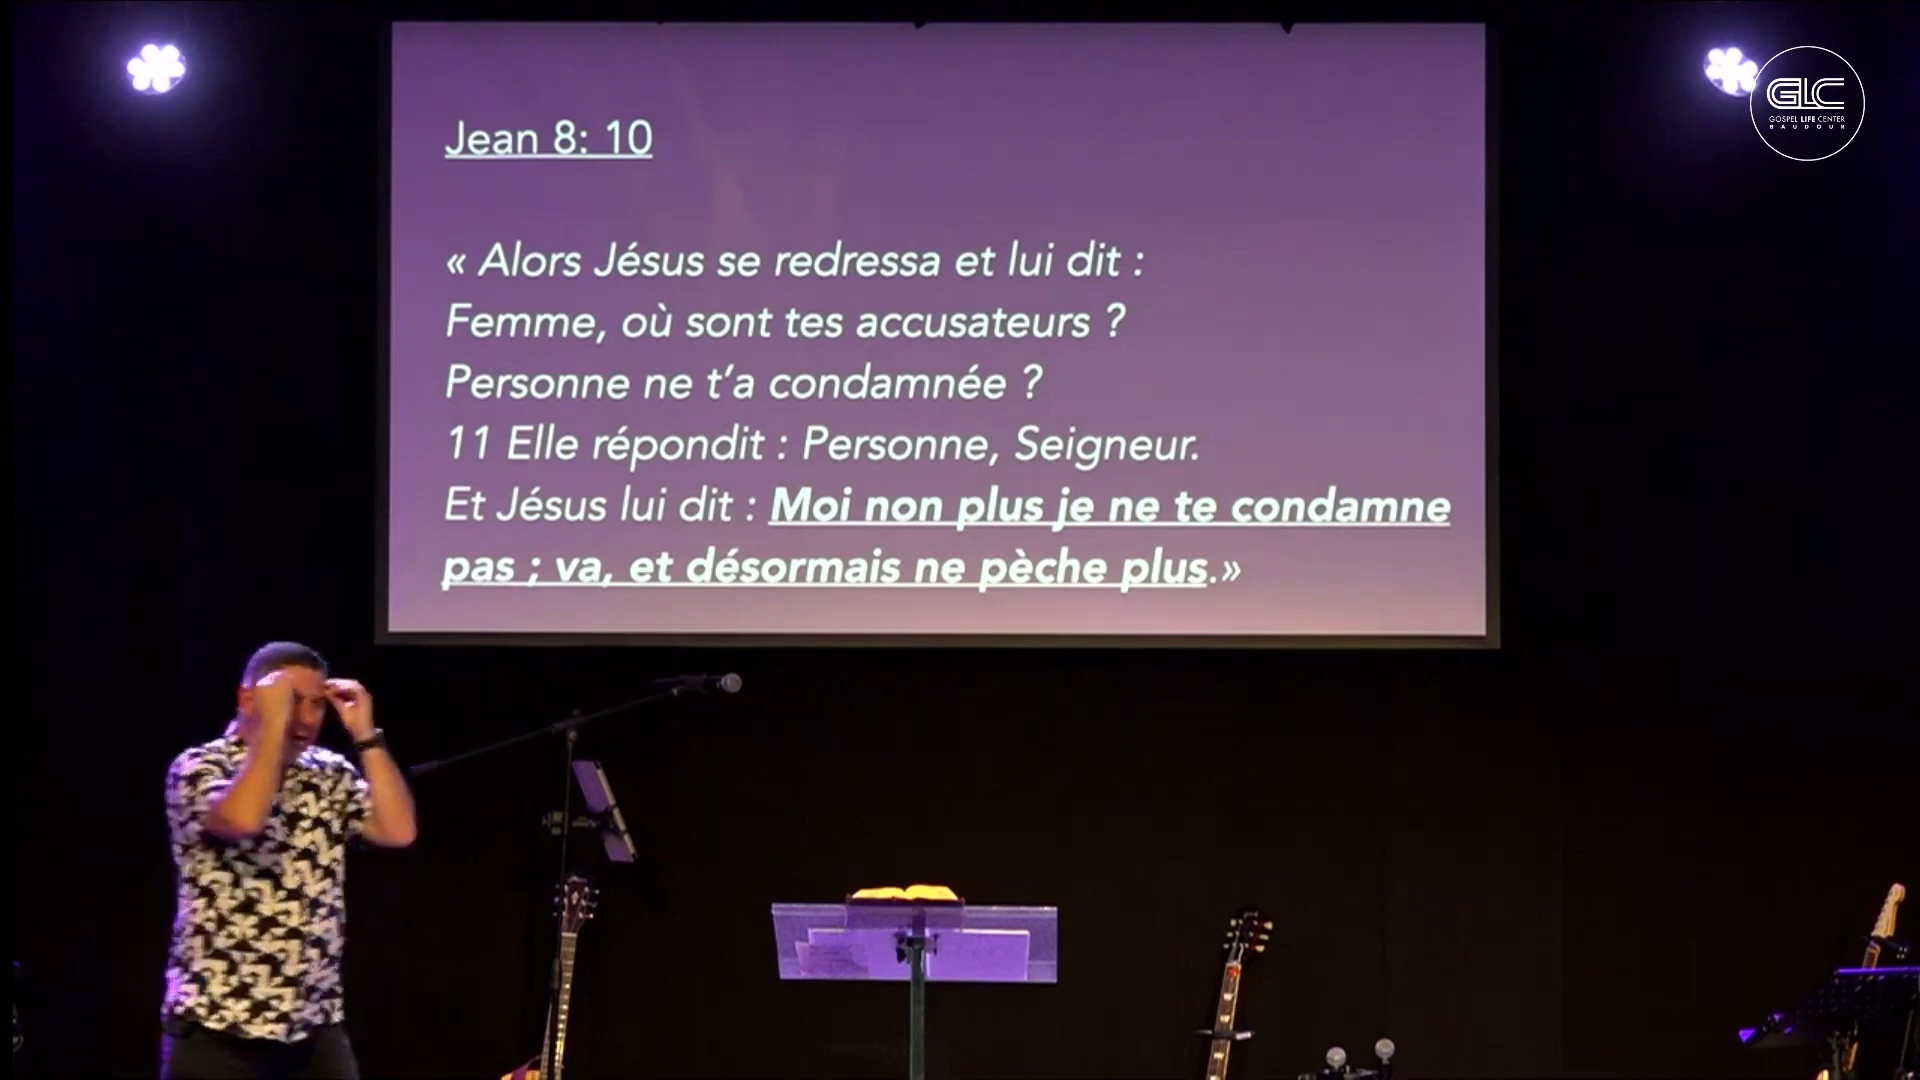 Jean 8: 10
« Alors Jésus se redressa et lui dit :
Femme, où sont tes accusateurs ?
Personne ne t’a condamnée ?
11 Elle répondit : Personne, Seigneur.
Et Jésus lui dit : Moi non plus je ne te condamne
pas ; va, et désormais ne pèche plus.»
GLC
GOSPEL LIFE CENTER
BAUDOUR